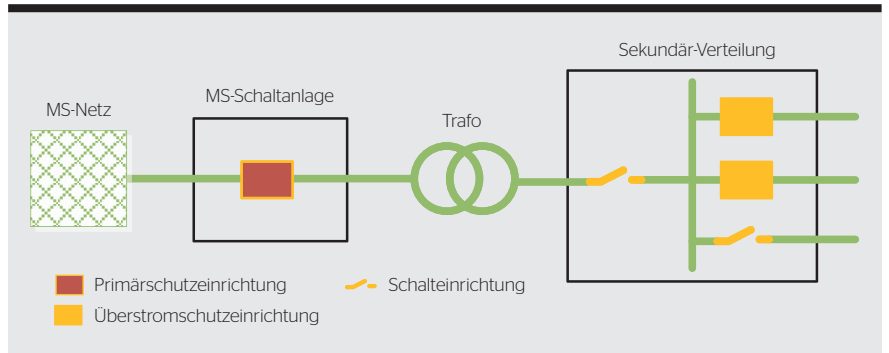 Sekundär-Verteilung
MS-Netz
MS-Schaltanlage
Trafo
Primärschutzeinrichtung
Schalteinrichtung
Überstromschutzeinrichtung